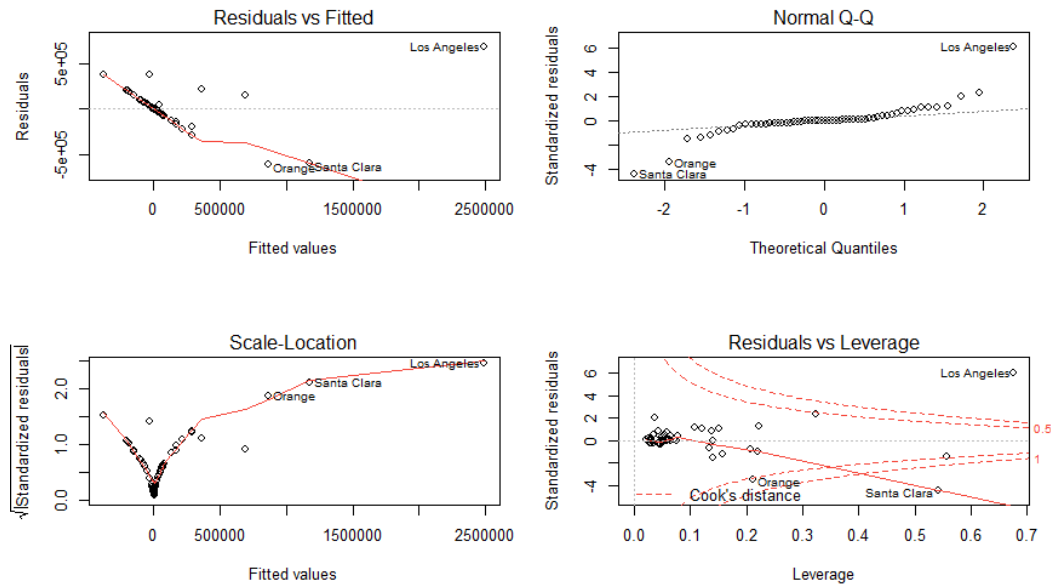 Residuals vs Fitted
Residuals
5e+05
-5e+05
Los Angeles
Orange
Santa Clara
0 500000 1500000 2500000
Fitted values
Normal Q-Q
Standardized residuals
6
4
2
0
-4
Los Angeles
Orange
Santa Clara
-2 -1 0 1 2
Theoretical Quantiles
Scale-Location
√|Standardized residuals|
2.0
1.0
0.0
Los Angeles
Santa Clara
Orange
0 500000 1500000 2500000
Fitted values
Residuals vs Leverage
Standardized residuals
6
4
2
0
-4
Los Angeles
0.5
1
Orange
Cook's distance
Santa Clara
0.0 0.1 0.2 0.3 0.4 0.5 0.6 0.7
Leverage